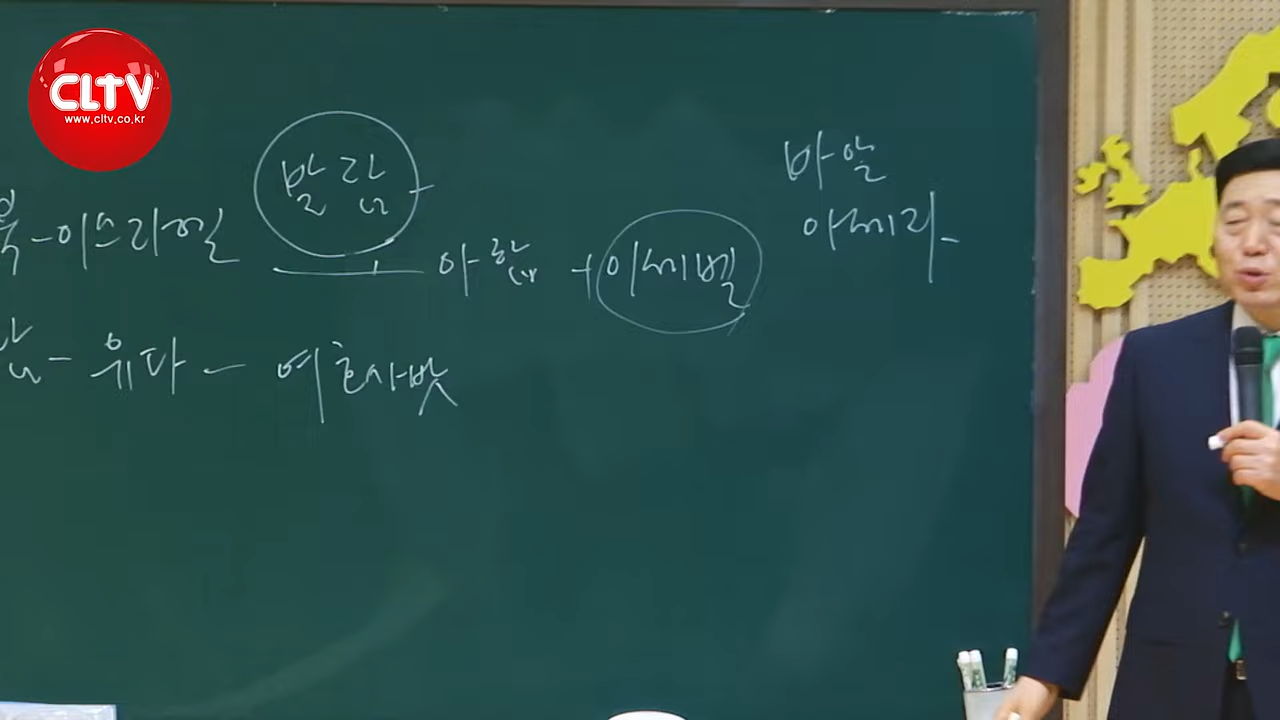 CLTV
www.cltv.co.kr
발람
북-이스라엘 아합 + 이세벨
남- 유다 - 여호사밧
바알
아세라